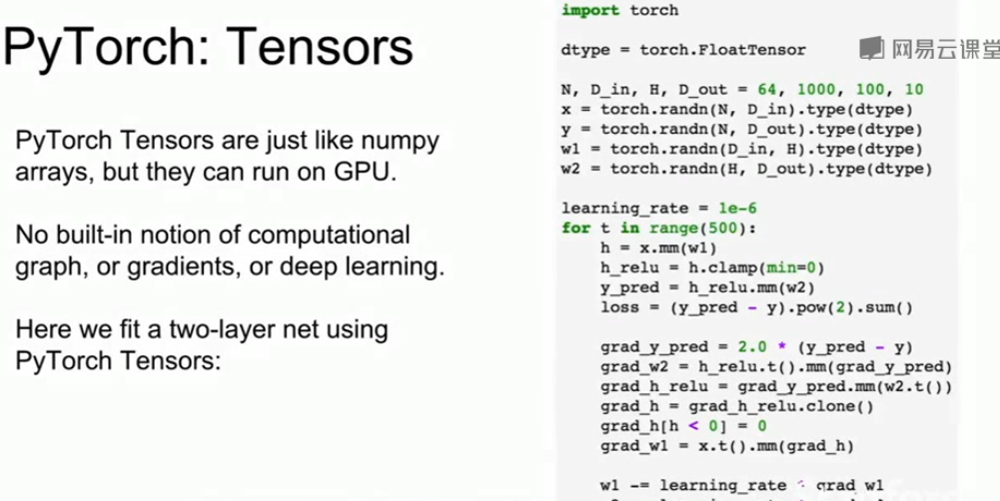 PyTorch: Tensors
PyTorch Tensors are just like numpy
arrays, but they can run on GPU.
No built-in notion of computational
graph, or gradients, or deep learning.
Here we fit a two-layer net using
PyTorch Tensors:
import torch
dtype = torch.FloatTensor
网易云课堂
N, D_in, H, D_out = 64, 1000, 100, 10
x = torch.randn(N, D_in).type(dtype)
y = torch.randn(N, D_out).type(dtype)
w1 = torch.randn(D_in, H).type(dtype)
w2 = torch.randn(H, D_out).type(dtype)
learning_rate = 1e-6
for t in range(500):
    h = x.mm(w1)
    h_relu = h.clamp(min=0)
    y_pred = h_relu.mm(w2)
    loss = (y_pred - y).pow(2).sum()
    grad_y_pred = 2.0 * (y_pred - y)
    grad_w2 = h_relu.t().mm(grad_y_pred)
    grad_h_relu = grad_y_pred.mm(w2.t())
    grad_h = grad_h_relu.clone()
    grad_h[h < 0] = 0
    grad_w1 = x.t().mm(grad_h)
    w1 -= learning_rate * grad_w1